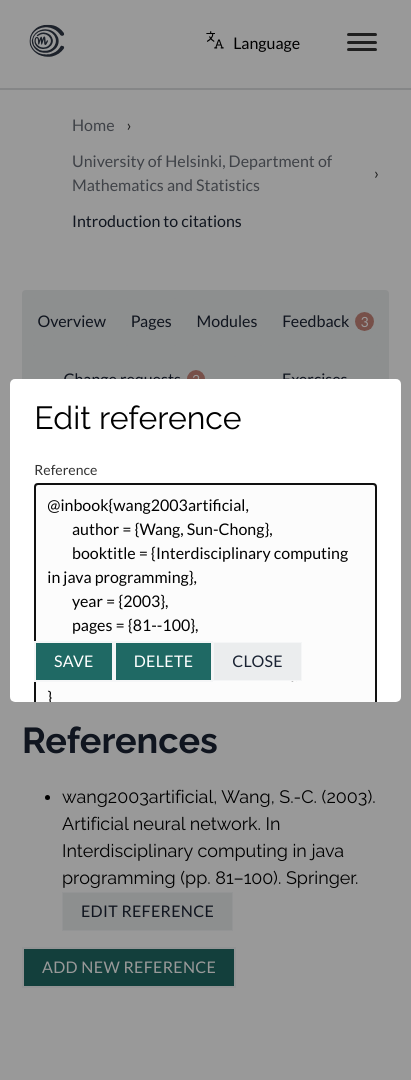 Language
Home ›
University of Helsinki, Department of
Mathematics and Statistics ›
Introduction to citations
Overview Pages Modules Feedback 3
Change requests 2 Exercises
Edit reference
Reference
@inbook{wang2003artificial,
author = {Wang, Sun-Chong},
booktitle = {Interdisciplinary computing
in java programming},
year = {2003},
pages = {81--100},
SAVE DELETE CLOSE
}
References
• wang2003artificial, Wang, S.-C. (2003).
Artificial neural network. In
Interdisciplinary computing in java
programming (pp. 81–100). Springer.
EDIT REFERENCE
ADD NEW REFERENCE